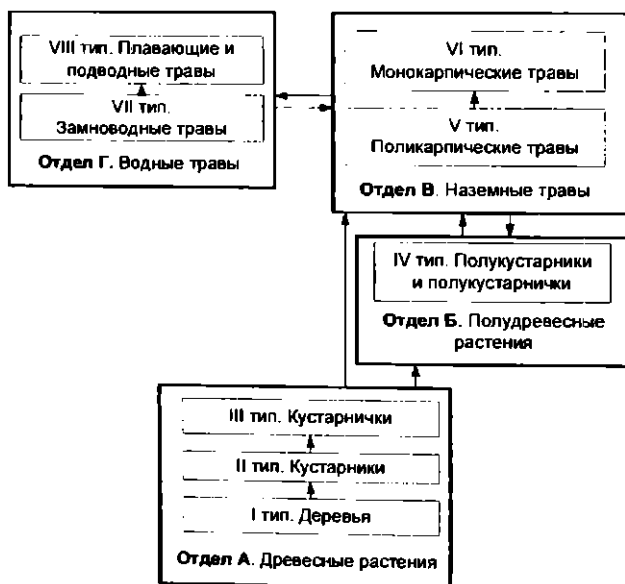 VIII тип. Плавающие и
подводные травы
VII тип.
Замноводные травы
Отдел Г. Водные травы
VI тип.
Монокарпические травы
V тип.
Поликарпические травы
Отдел В. Наземные травы
IV тип. Полукустарники
и полукустарнички
Отдел Б. Полудревесные
растения
III тип. Кустарнички
II тип. Кустарники
I тип. Деревья
Отдел А. Древесные растения